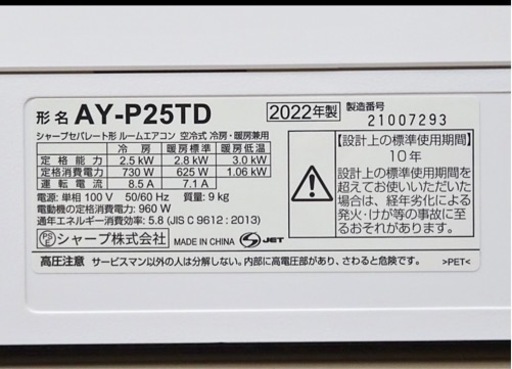 形名 AY-P25TD 2022年製 製造番号 21007293
シャープセパレート形 ルームエアコン 空冷式 冷房・暖房兼用
冷房 暖房標準 暖房低温
定格能力 2.5 kW 2.8 kW 3.0 kW
定格消費電力 730 W 625 W 1.06 kW
運転電流 8.5 A 7.1 A
電源: 単相 100 V 50/60 Hz 質量: 9 kg
電動機の定格消費電力: 960 W
通年エネルギー消費効率: 5.8 (JIS C 9612 : 2013)
PSE シャープ株式会社 MADE IN CHINA S JET
【設計上の標準使用期間】
10年
設計上の標準使用期間を
超えてお使いいただいた
場合は、経年劣化による
発火・けが等の事故に至
るおそれがあります。
高圧注意 サービスマン以外の人は分解しない。内部に高電圧部があり、さわると危険です。 >PET<